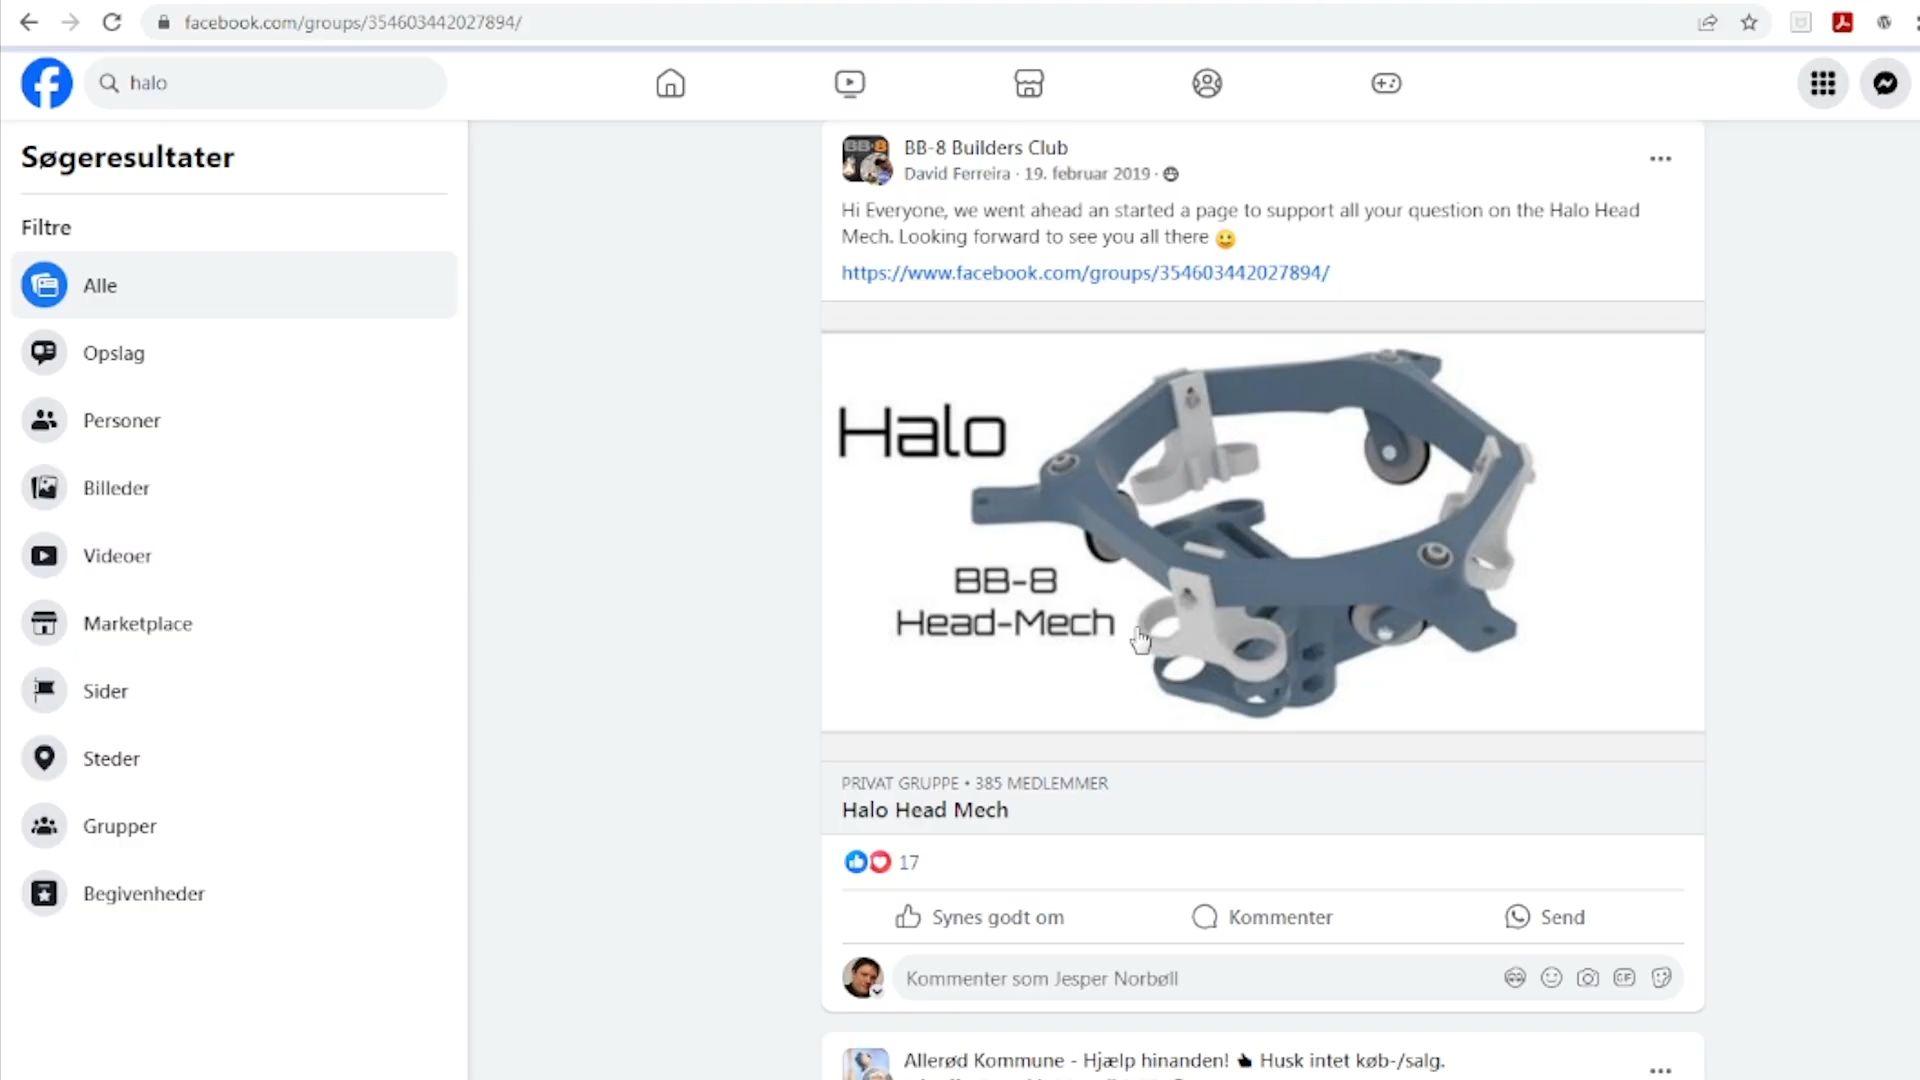 facebook.com/groups/354603442027894/
halo
Søgeresultater
Filtre
Alle
Opslag
Personer
Billeder
Videoer
Marketplace
Sider
Steder
Grupper
Begivenheder
BB-8 Builders Club
David Ferreira · 19. februar 2019 ·
Hi Everyone, we went ahead an started a page to support all your question on the Halo Head
Mech. Looking forward to see you all there 🙂
https://www.facebook.com/groups/354603442027894/
Halo
BB-8
Head-Mech
PRIVAT GRUPPE • 385 MEDLEMMER
Halo Head Mech
17
Synes godt om
Kommenter
Send
Kommenter som Jesper Norbøll
GIF
Allerød Kommune - Hjælp hinanden! Husk intet køb-/salg.